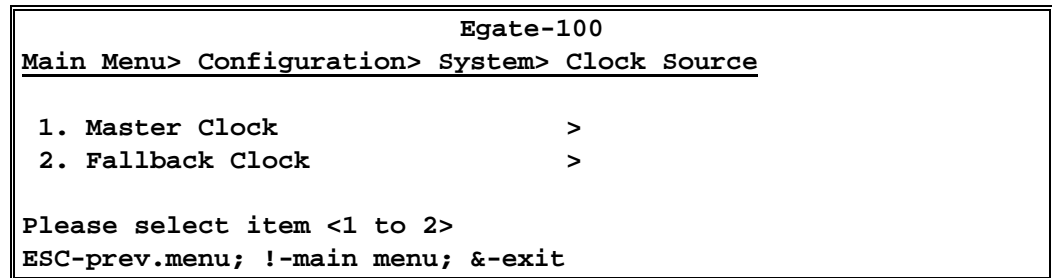 Egate-100
Main Menu> Configuration> System> Clock Source
1. Master Clock >
2. Fallback Clock >
Please select item <1 to 2>
ESC-prev.menu; !-main menu; &-exit